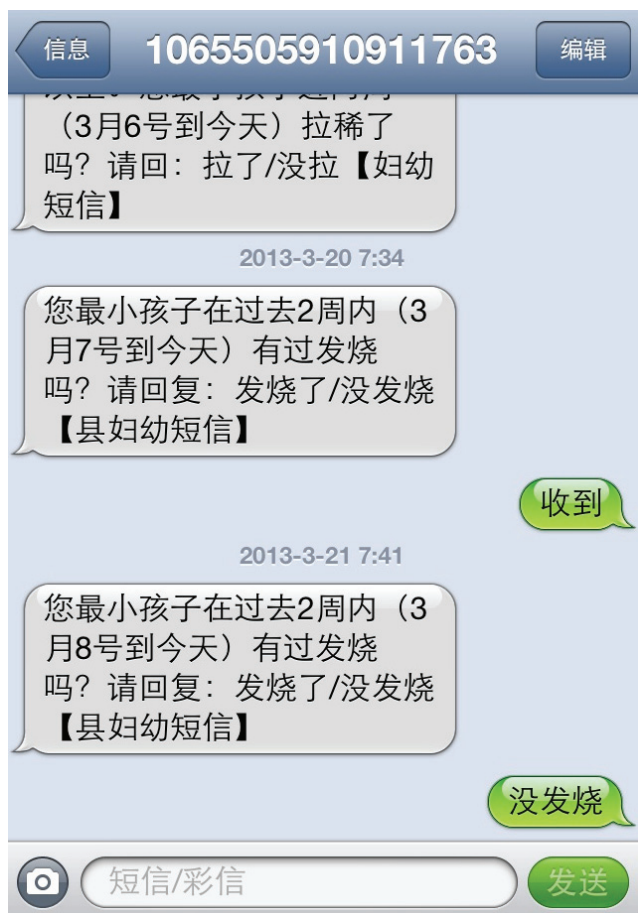 信息
10655059109117​63
编辑
（3月6号到今天）拉稀了
吗？请回：拉了/没拉【妇幼
短信】
2013-3-20 7:34
您最小孩子在过去2周内（3
月7号到今天）有过发烧
吗？请回复：发烧了/没发烧
【县妇幼短信】
收到
2013-3-21 7:41
您最小孩子在过去2周内（3
月8号到今天）有过发烧
吗？请回复：发烧了/没发烧
【县妇幼短信】
没发烧
短信/彩信
发送